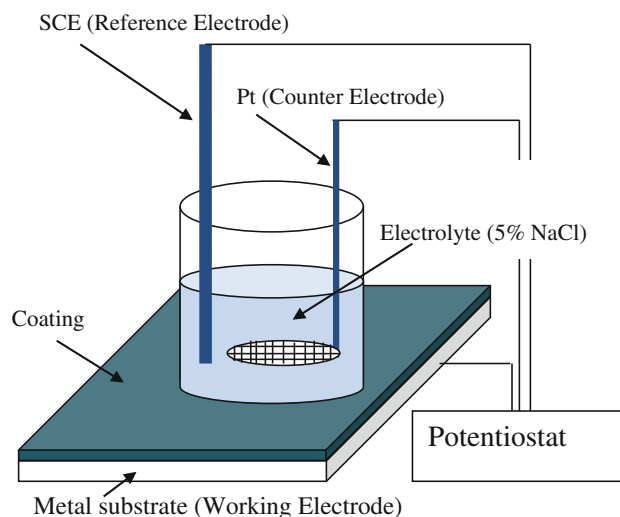 SCE (Reference Electrode)
Pt (Counter Electrode)
Electrolyte (5% NaCl)
Coating
Potentiostat
Metal substrate (Working Electrode)